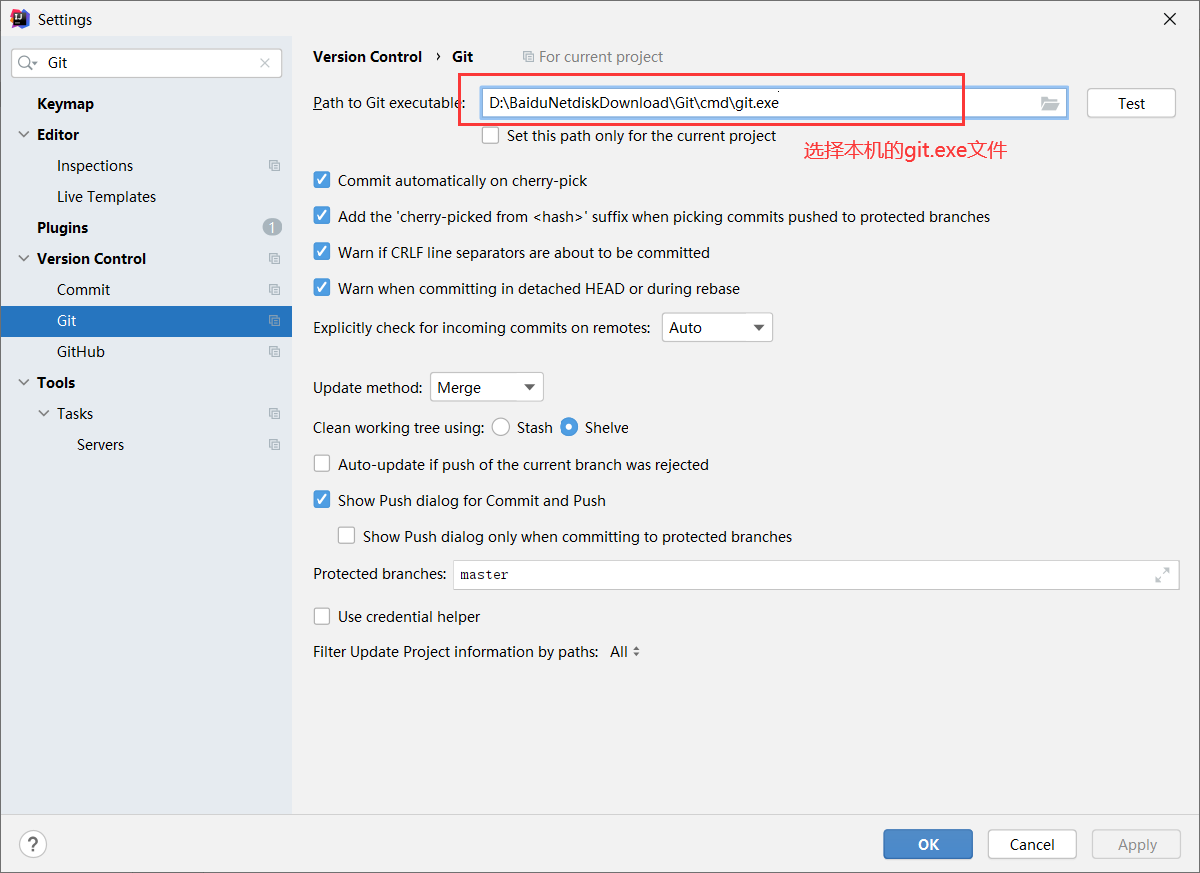 Settings
Git
Keymap
Editor
Inspections
Live Templates
Plugins
1
Version Control
Commit
Git
GitHub
Tools
Tasks
Servers
Version Control › Git
For current project
Path to Git executable: D:\BaiduNetdiskDownload\Git\cmd\git.exe
Test
Set this path only for the current project
选择本机的git.exe文件
Commit automatically on cherry-pick
Add the 'cherry-picked from <hash>' suffix when picking commits pushed to protected branches
Warn if CRLF line separators are about to be committed
Warn when committing in detached HEAD or during rebase
Explicitly check for incoming commits on remotes: Auto
Update method: Merge
Clean working tree using: Stash Shelve
Auto-update if push of the current branch was rejected
Show Push dialog for Commit and Push
Show Push dialog only when committing to protected branches
Protected branches: master
Use credential helper
Filter Update Project information by paths: All
?
OK
Cancel
Apply